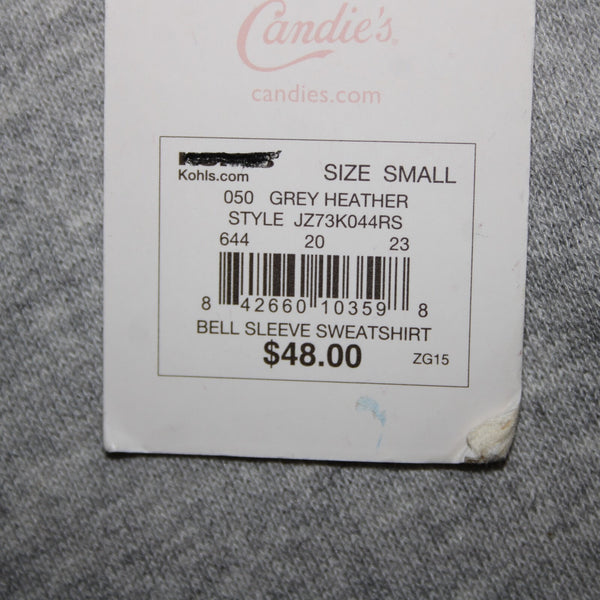 Candie's®
candies.com
SIZE SMALL
Kohls.com
050 GREY HEATHER
STYLE JZ73K044RS
644 20 23
8 42660 10359 8
BELL SLEEVE SWEATSHIRT
$48.00
ZG15